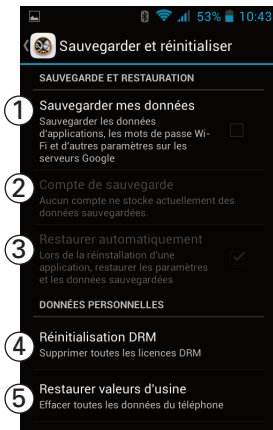 53% 10:43
Sauvegarder et réinitialiser
SAUVEGARDE ET RESTAURATION
1 Sauvegarder mes données
Sauvegarder les données
d'applications, les mots de passe Wi-
Fi et d'autres paramètres sur les
serveurs Google
2 Compte de sauvegarde
Aucun compte ne stocke actuellement des
données sauvegardées.
3 Restaurer automatiquement
Lors de la réinstallation d'une
application, restaurer les paramètres
et les données sauvegardées
DONNÉES PERSONNELLES
4 Réinitialisation DRM
Supprimer toutes les licences DRM
5 Restaurer valeurs d'usine
Effacer toutes les données du téléphone